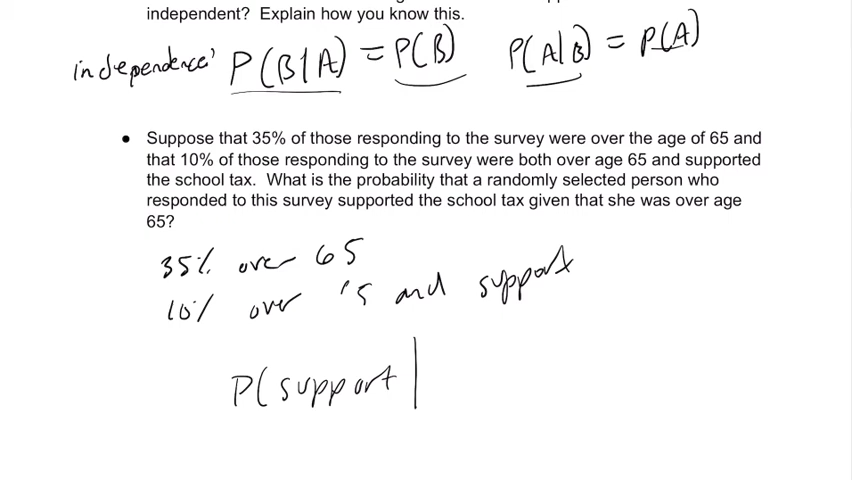 independent? Explain how you know this.
independence' P(B|A) = P(B) P(A|B) = P(A)
• Suppose that 35% of those responding to the survey were over the age of 65 and
that 10% of those responding to the survey were both over age 65 and supported
the school tax. What is the probability that a randomly selected person who
responded to this survey supported the school tax given that she was over age
65?
35% over 65
10% over '5 and support
P(support |